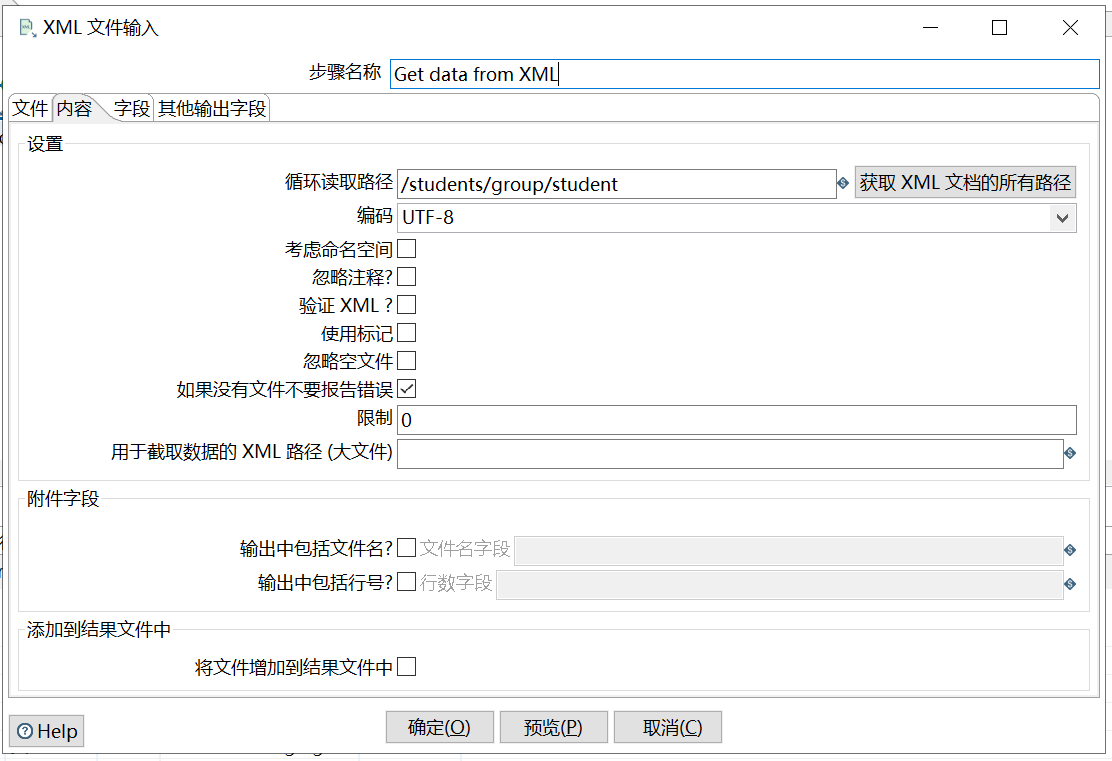 XML 文件输入
步骤名称 Get data from XML
文件 内容 字段 其他输出字段
设置
循环读取路径 /students/group/student 获取 XML 文档的所有路径
编码 UTF-8
考虑命名空间
忽略注释?
验证 XML ?
使用标记
忽略空文件
如果没有文件不要报告错误
限制 0
用于截取数据的 XML 路径 (大文件)
附件字段
输出中包括文件名? 文件名字段
输出中包括行号? 行数字段
添加到结果文件中
将文件增加到结果文件中
Help 确定(O) 预览(P) 取消(C)